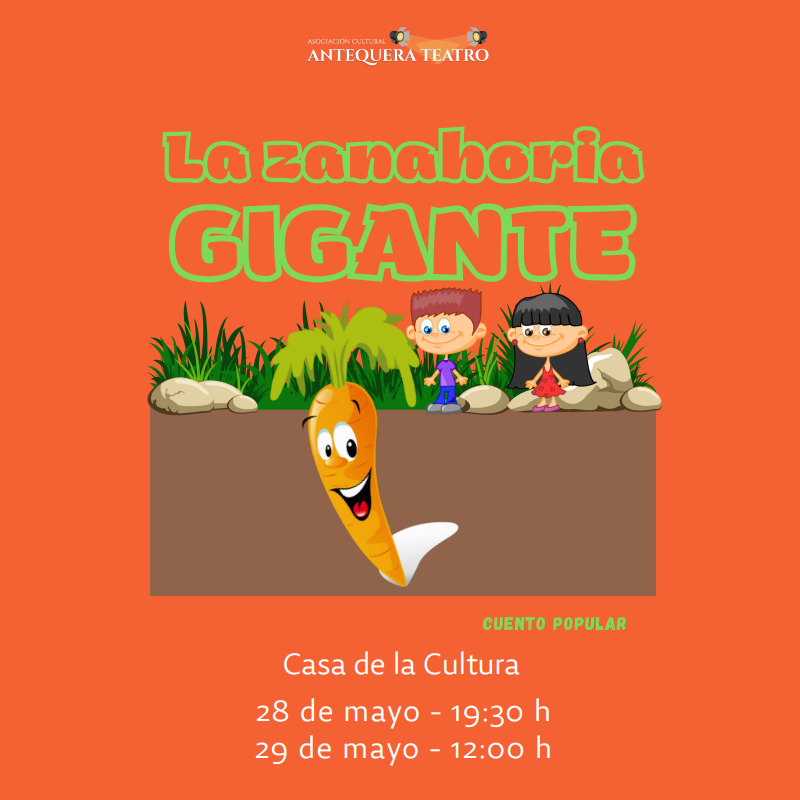 ASOCIACIÓN CULTURAL
ANTEQUERA TEATRO
La zanahoria
GIGANTE
CUENTO POPULAR
Casa de la Cultura
28 de mayo - 19:30 h
29 de mayo - 12:00 h